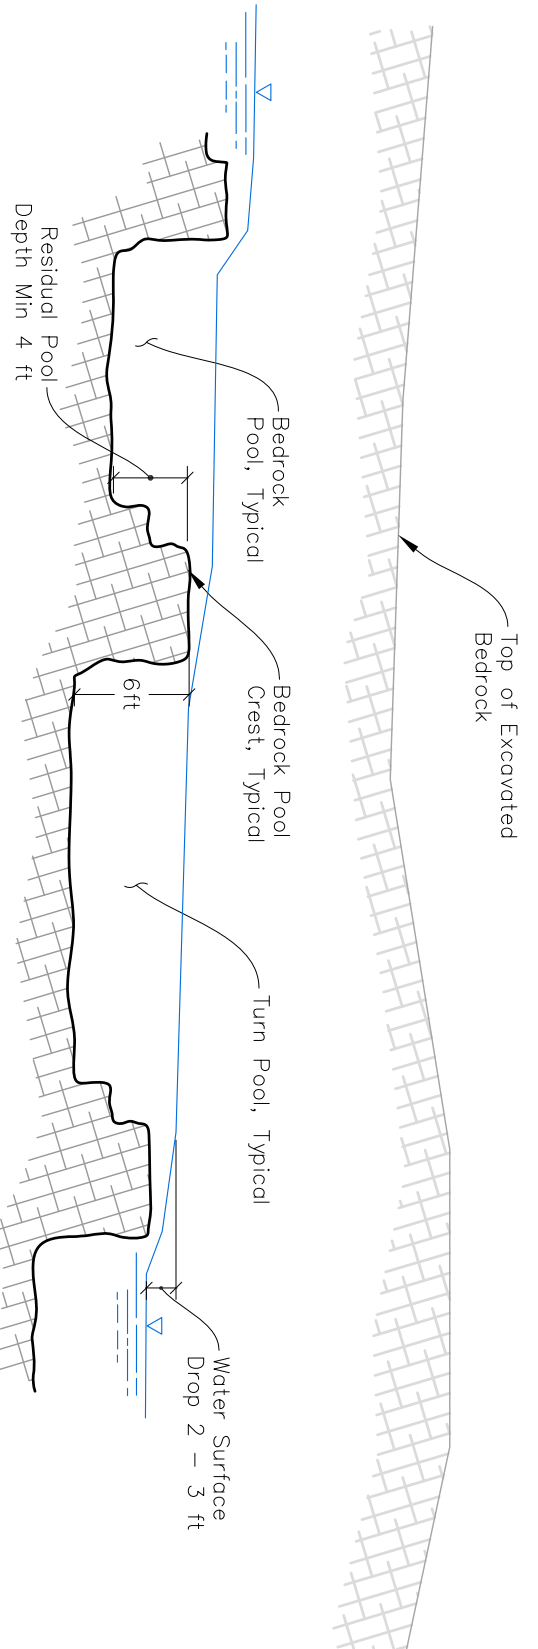 Top of Excavated
Bedrock
Bedrock
Pool, Typical
Bedrock Pool
Crest, Typical
Turn Pool, Typical
Water Surface
Drop 2 - 3 ft
Residual Pool
Depth Min 4 ft
6ft